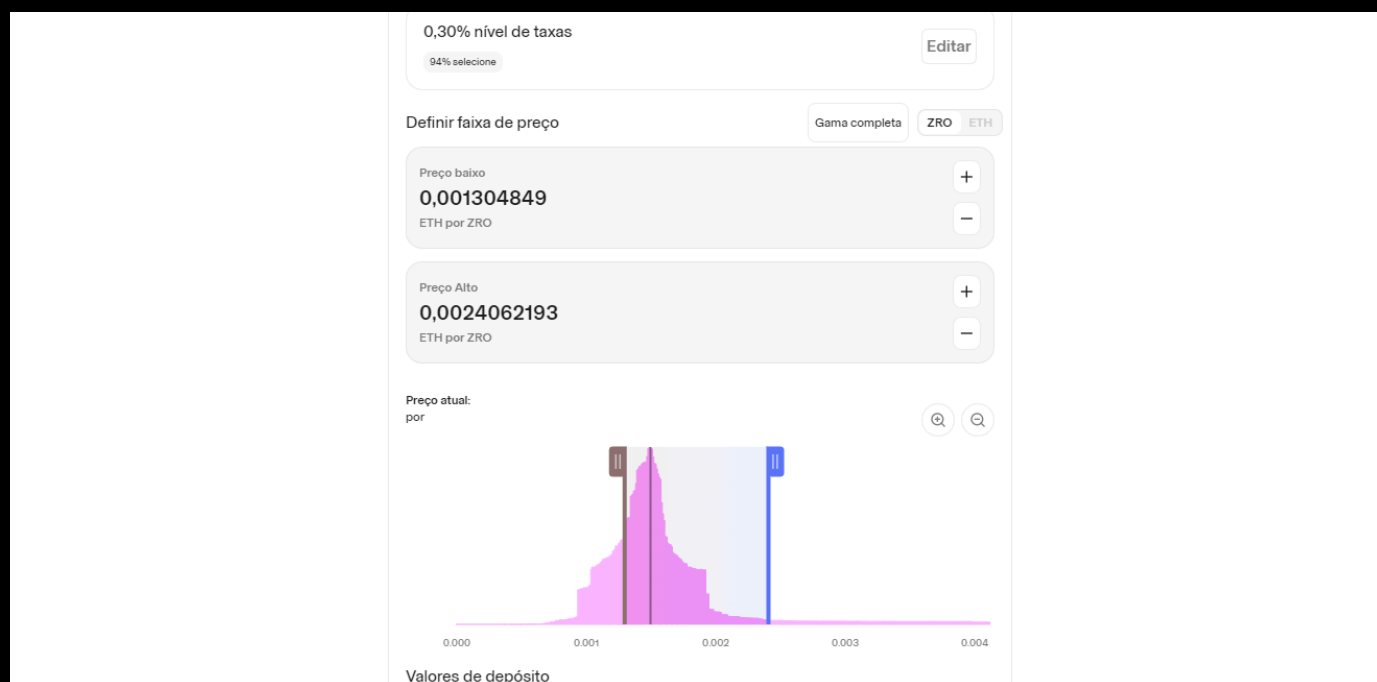 0,30% nível de taxas
94% selecione
Editar
Definir faixa de preço
Gama completa
ZRO ETH
Preço baixo
0,001304849
ETH por ZRO
+
−
Preço Alto
0,0024062193
ETH por ZRO
+
−
Preço atual:
por
0.000 0.001 0.002 0.003 0.004
Valores de depósito